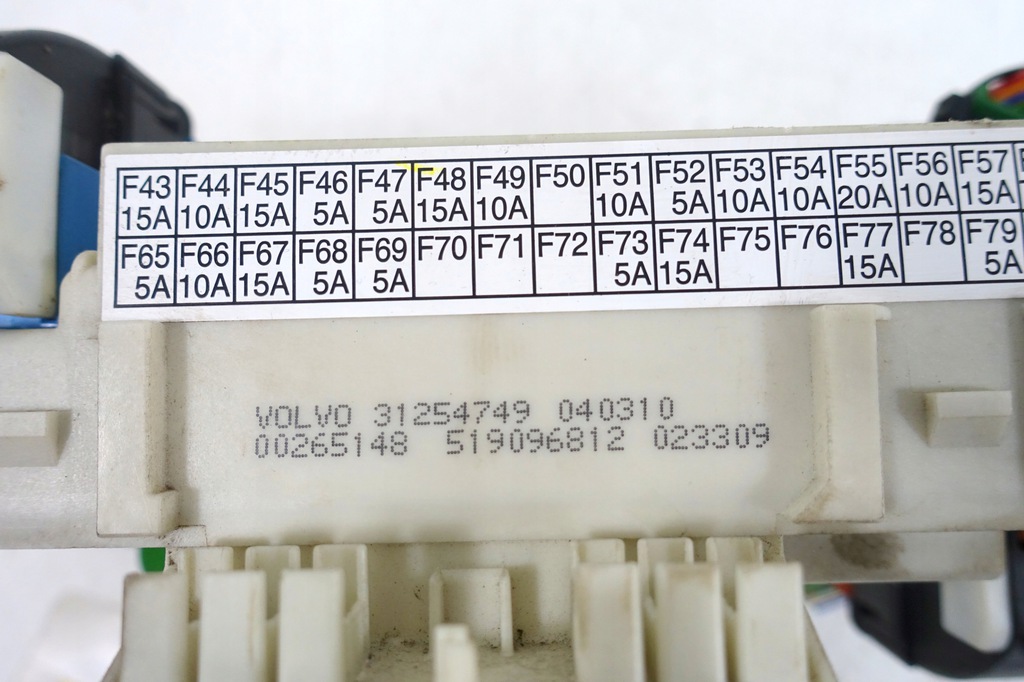 F43 F44 F45 F46 F47 F48 F49 F50 F51 F52 F53 F54 F55 F56 F57
15A 10A 15A 5A 5A 15A 10A 10A 5A 10A 10A 20A 10A 15A
F65 F66 F67 F68 F69 F70 F71 F72 F73 F74 F75 F76 F77 F78 F79
5A 10A 15A 5A 5A 5A 15A 15A 5A
VOLVO 31254749 040310
00265148 519096812 023309